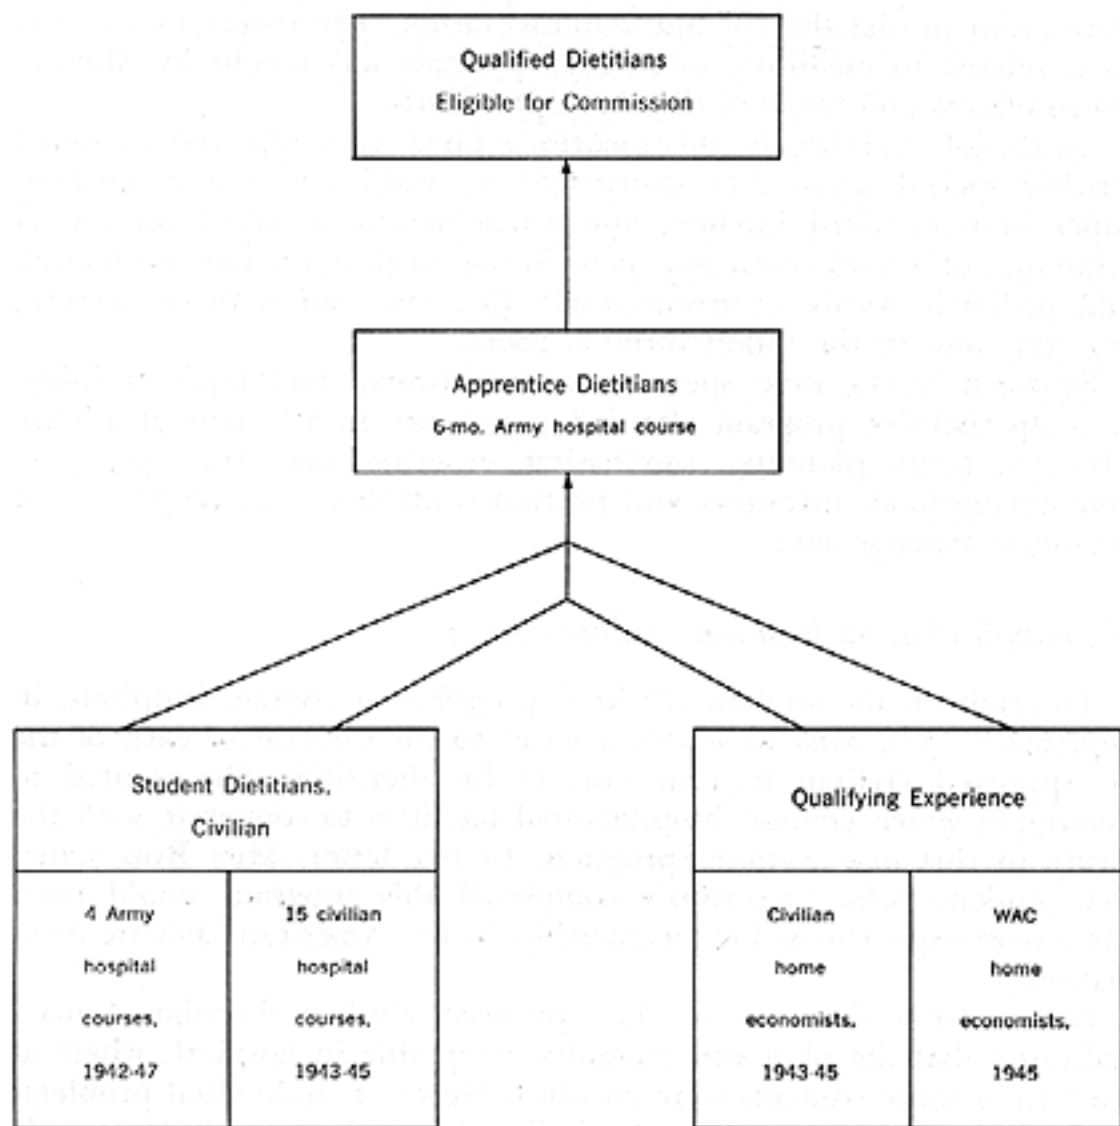 Qualified Dietitians
Eligible for Commission
Apprentice Dietitians
6-mo. Army hospital course
Student Dietitians.
Civilian
4 Army
hospital
courses,
1942-47
15 civilian
hospital
courses,
1943-45
Qualifying Experience
Civilian
home
economists,
1943-45
WAC
home
economists,
1945